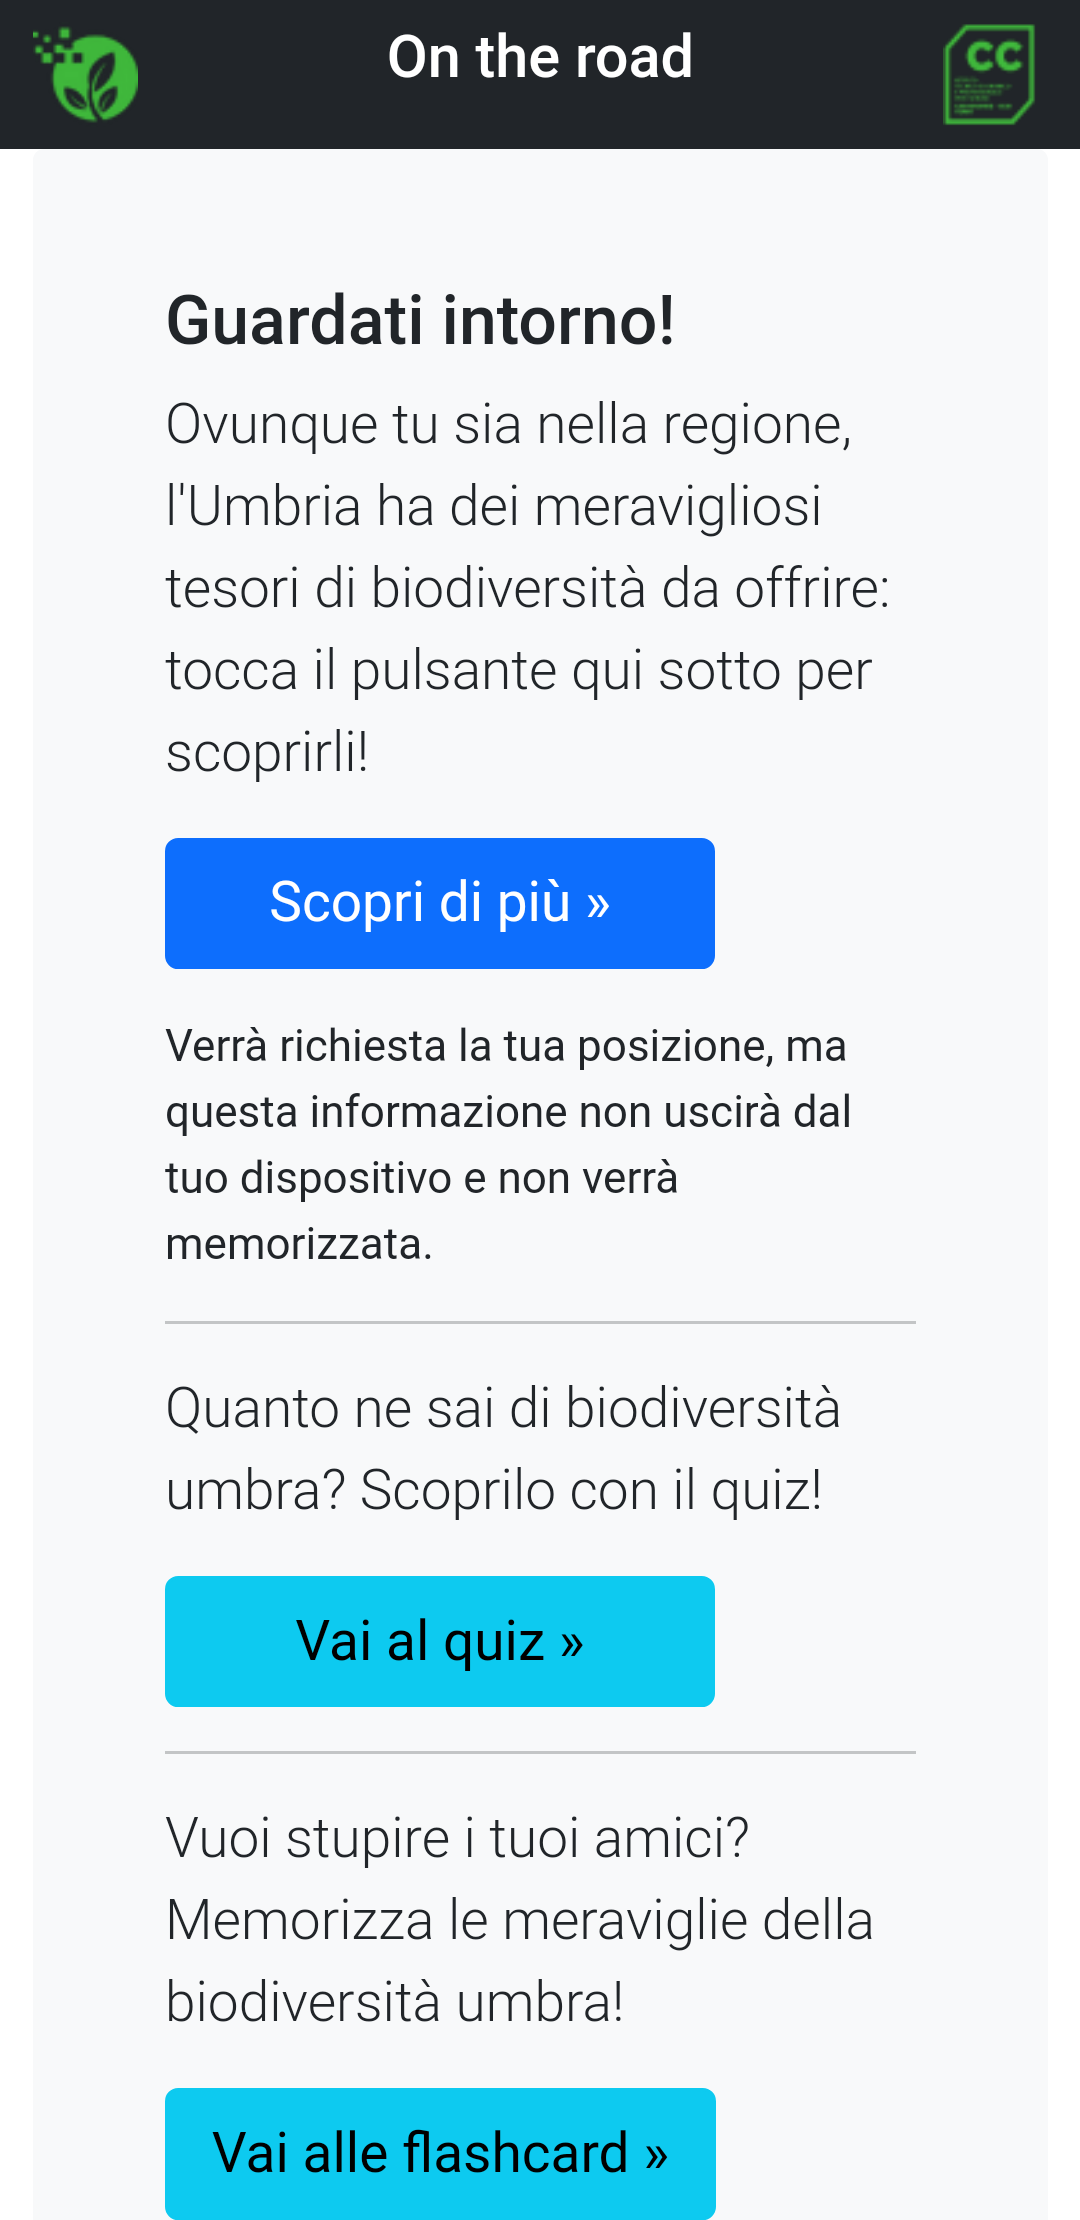 On the road
CC
Guardati intorno!
Ovunque tu sia nella regione,
l'Umbria ha dei meravigliosi
tesori di biodiversità da offrire:
tocca il pulsante qui sotto per
scoprirli!
Scopri di più »
Verrà richiesta la tua posizione, ma
questa informazione non uscirà dal
tuo dispositivo e non verrà
memorizzata.
Quanto ne sai di biodiversità
umbra? Scoprilo con il quiz!
Vai al quiz »
Vuoi stupire i tuoi amici?
Memorizza le meraviglie della
biodiversità umbra!
Vai alle flashcard »